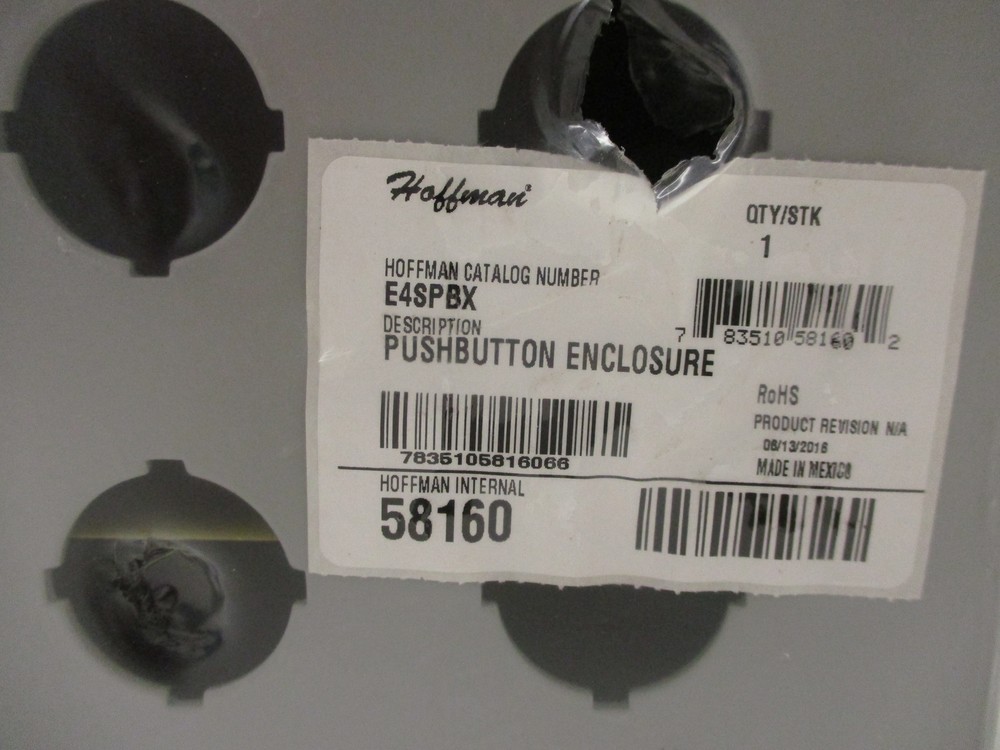 Hoffman®
QTY/STK
1
HOFFMAN CATALOG NUMBER
E4SPBX
DESCRIPTION
PUSHBUTTON ENCLOSURE
7 83510 58160 2
RoHS
PRODUCT REVISION N/A
06/13/2016
MADE IN MEXICO
7835105816066
HOFFMAN INTERNAL
58160